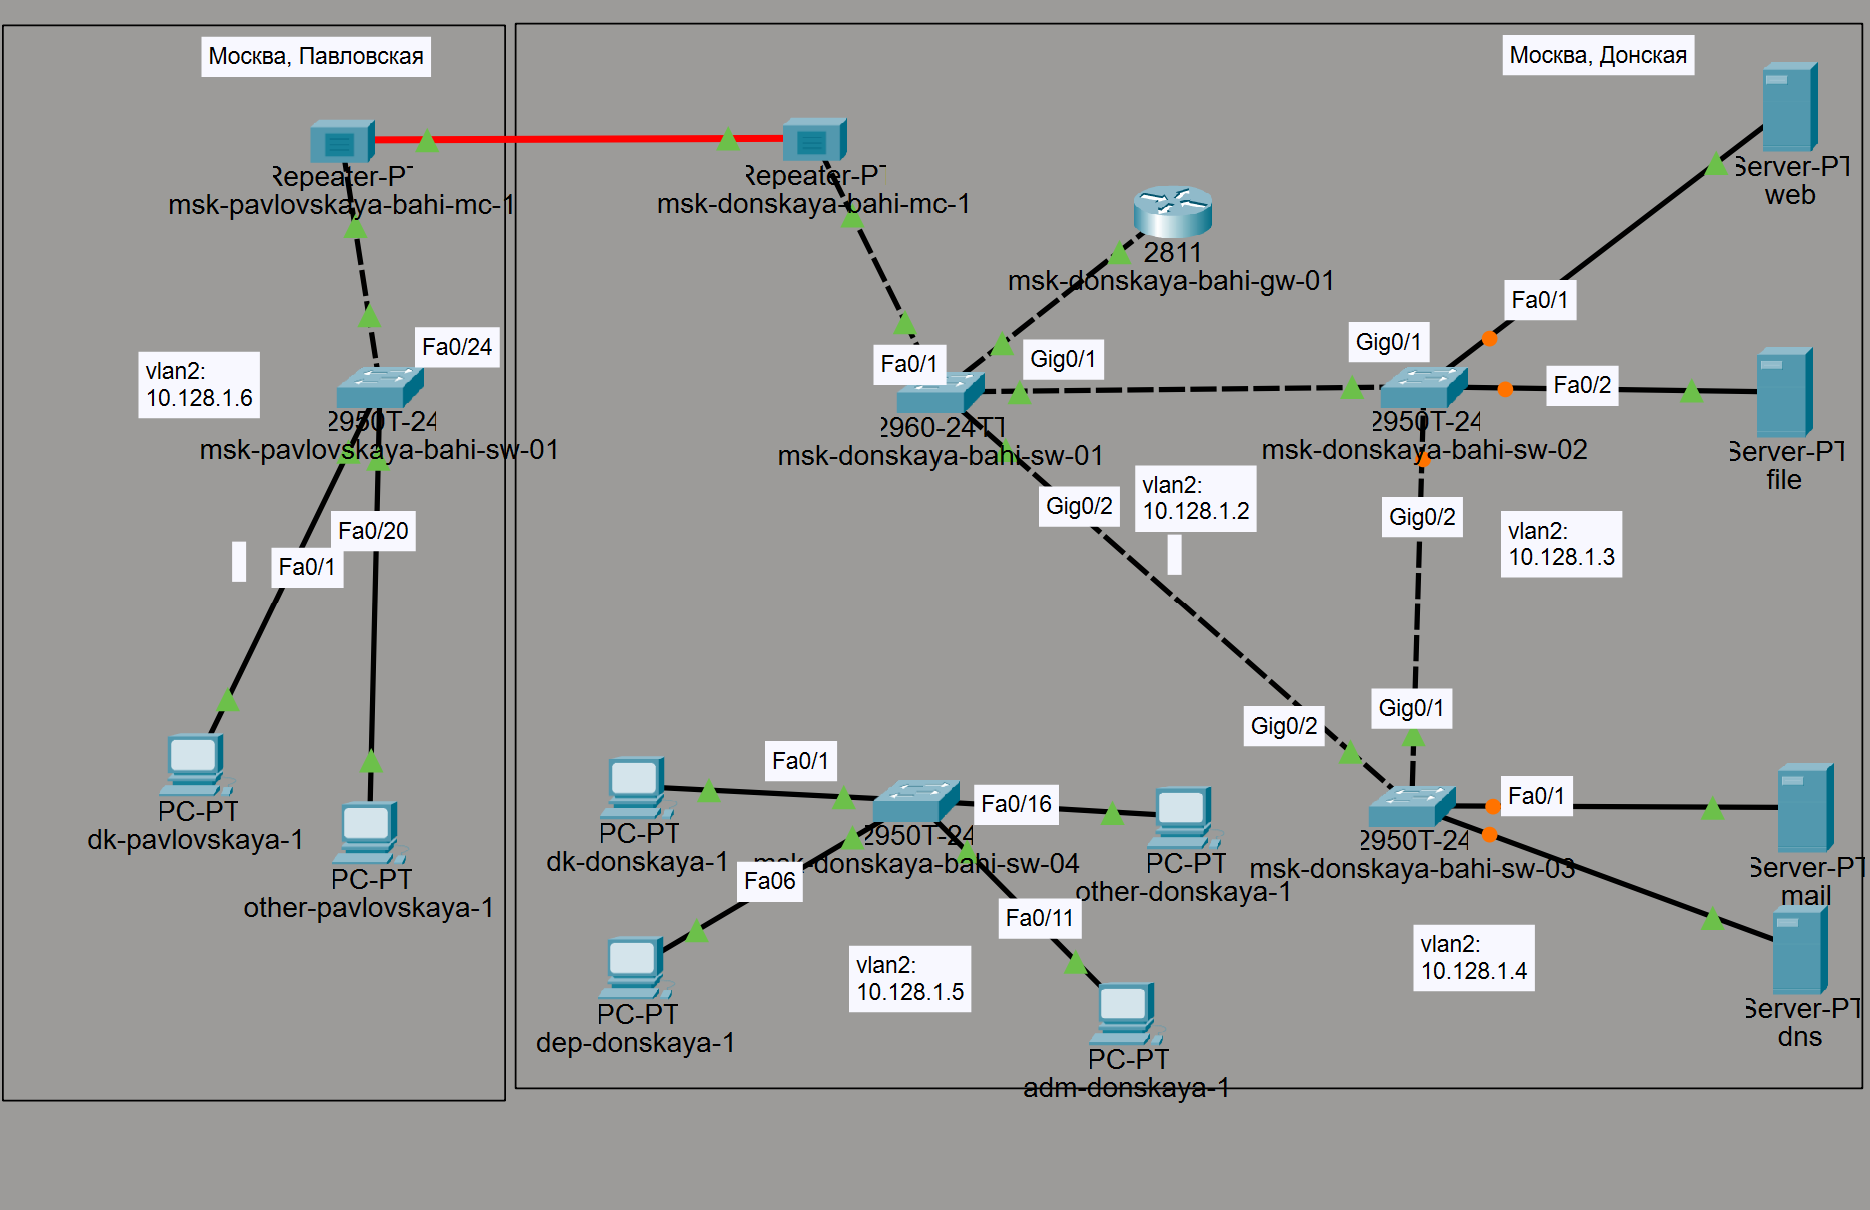 Москва, Павловская
Repeater-PT
msk-pavlovskaya-bahi-mc-1
Fa0/24
vlan2:
10.128.1.6
2950T-24
msk-pavlovskaya-bahi-sw-01
Fa0/20
Fa0/1
PC-PT
dk-pavlovskaya-1
PC-PT
other-pavlovskaya-1
Москва, Донская
Repeater-PT
msk-donskaya-bahi-mc-1
2811
msk-donskaya-bahi-gw-01
Server-PT
web
Fa0/1
Gig0/1
Fa0/1
Gig0/1
Fa0/2
2960-24TT
msk-donskaya-bahi-sw-01
2950T-24
msk-donskaya-bahi-sw-02
Server-PT
file
Gig0/2
vlan2:
10.128.1.2
Gig0/2
vlan2:
10.128.1.3
Gig0/2
Gig0/1
Fa0/1
Fa0/16
Fa0/1
PC-PT
dk-donskaya-1
2950T-24
msk-donskaya-bahi-sw-04
PC-PT
other-donskaya-1
2950T-24
msk-donskaya-bahi-sw-03
Server-PT
mail
Fa06
Fa0/11
vlan2:
10.128.1.5
vlan2:
10.128.1.4
PC-PT
dep-donskaya-1
PC-PT
adm-donskaya-1
Server-PT
dns